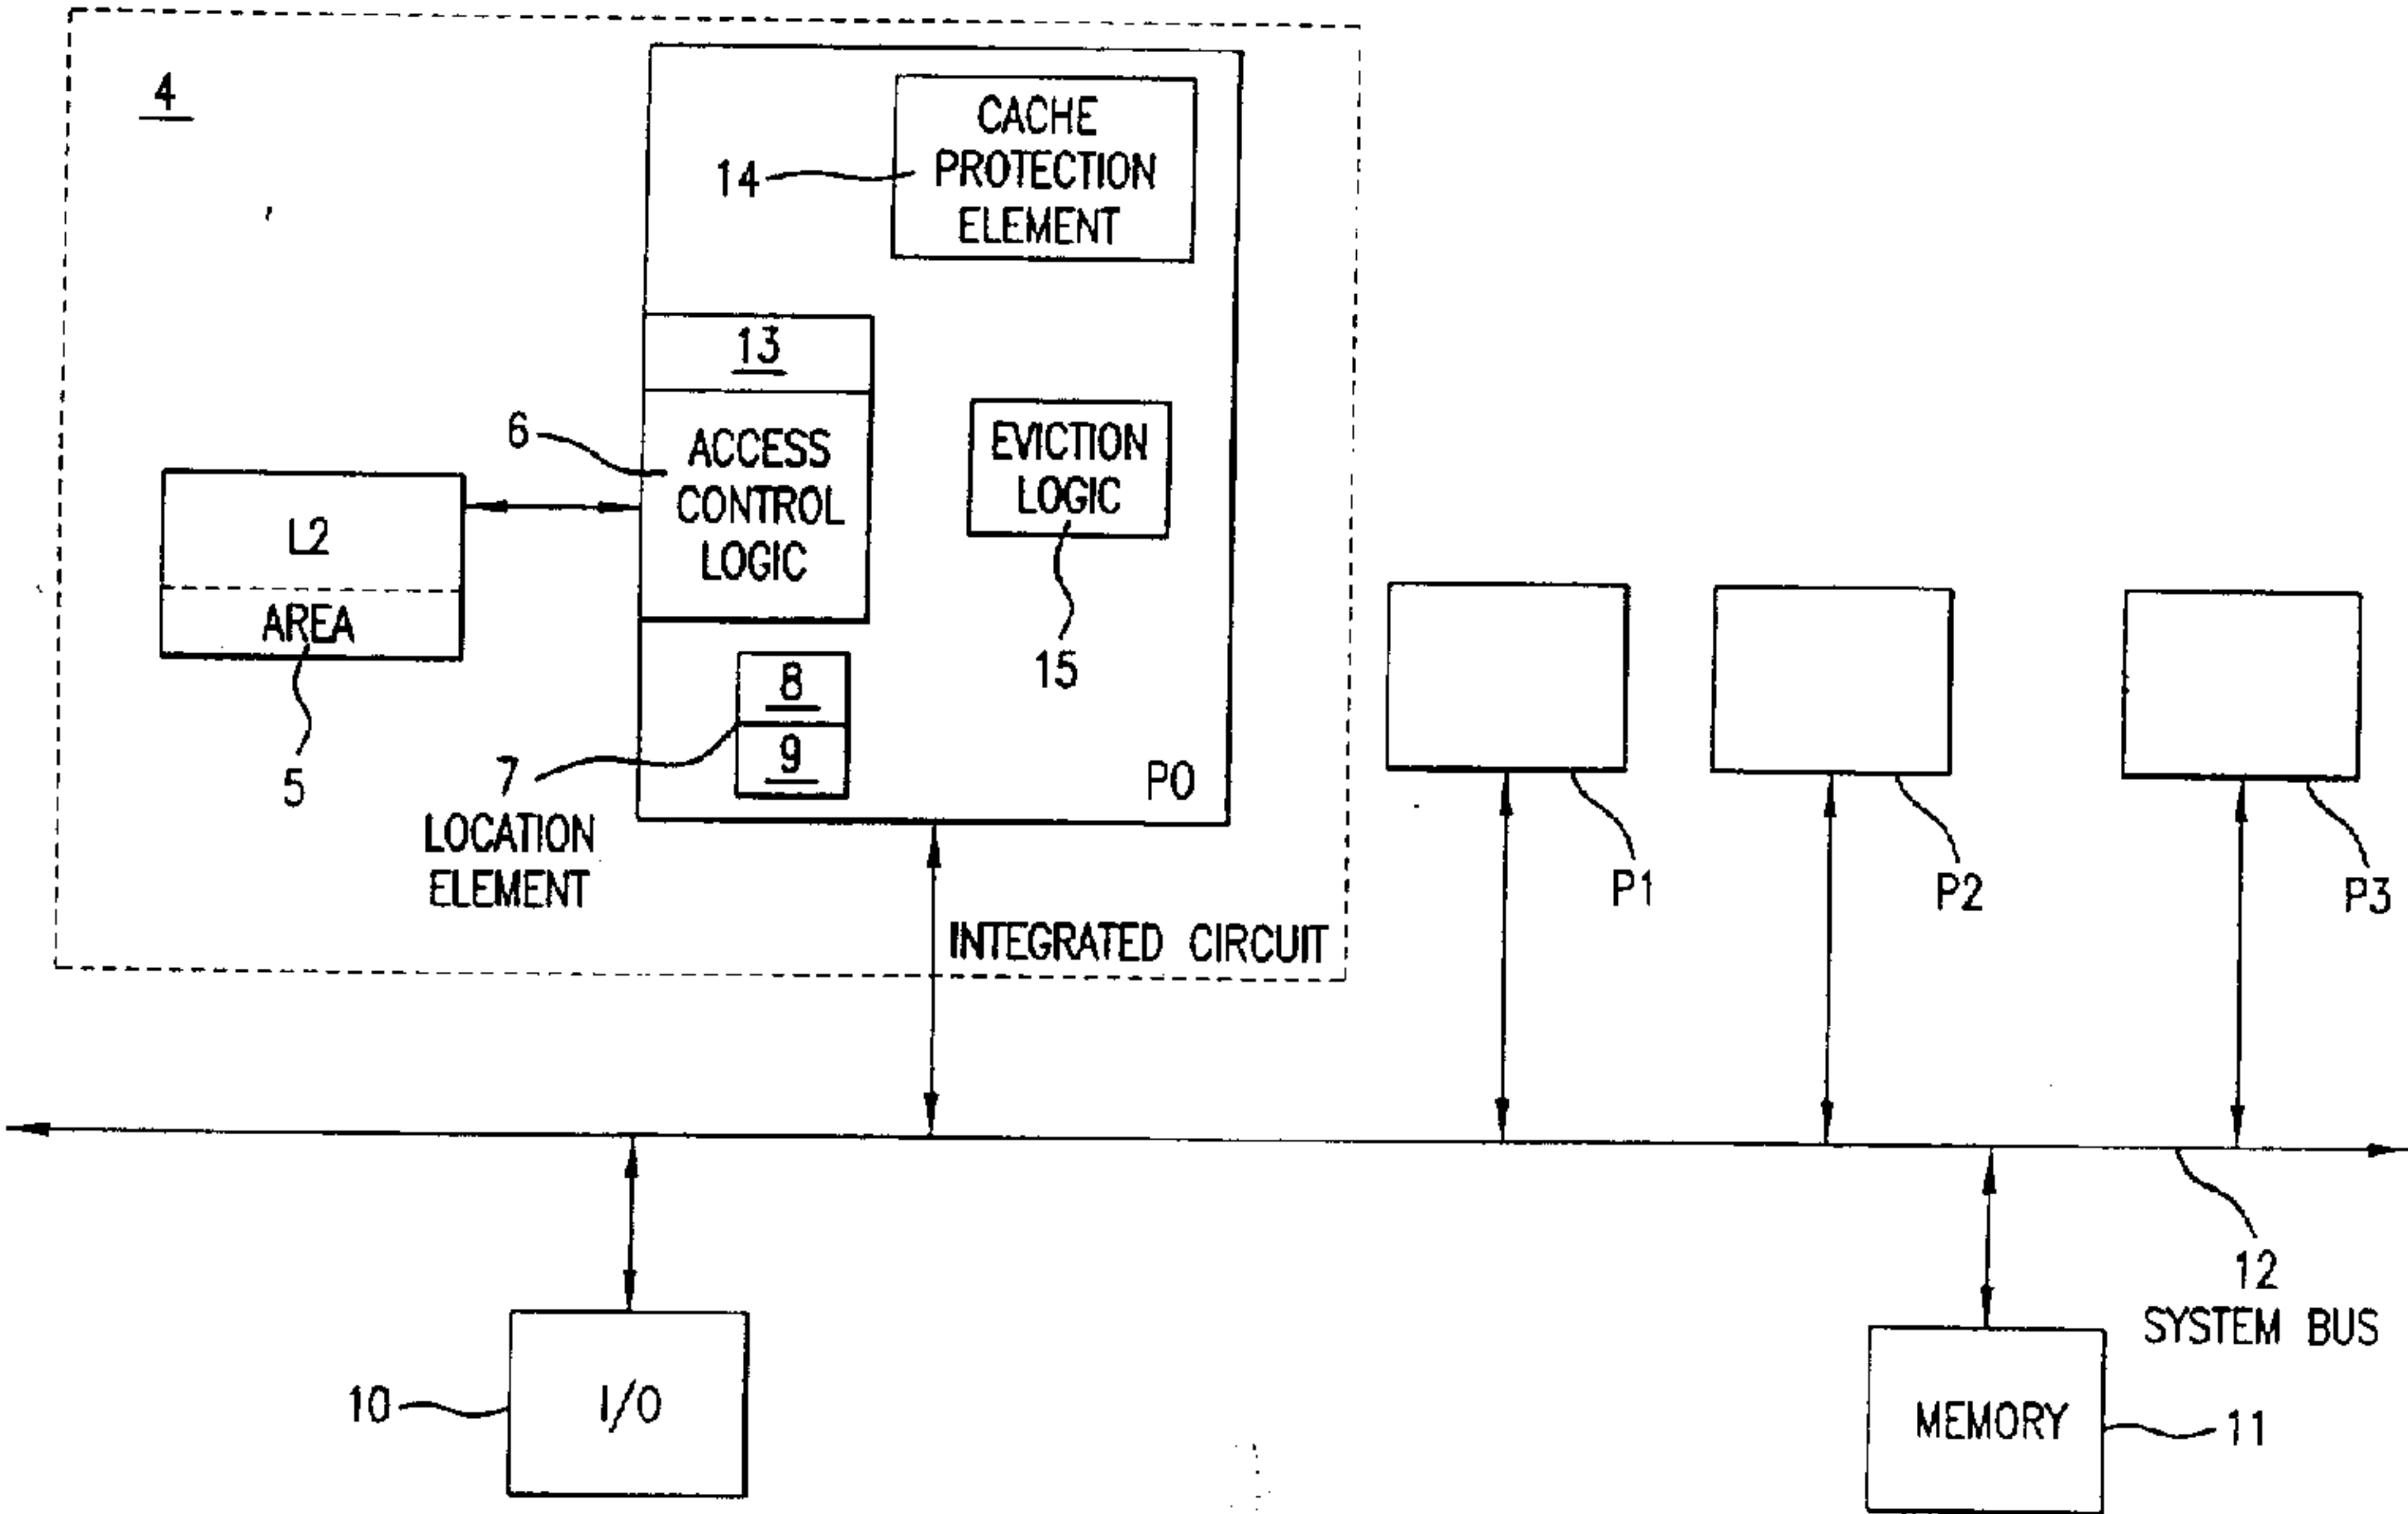 4
CACHE
PROTECTION
ELEMENT
14
13
6
ACCESS
CONTROL
LOGIC
EVICTION
LOGIC
15
L2
AREA
5
8
9
7
LOCATION
ELEMENT
P0
INTEGRATED CIRCUIT
P1
P2
P3
12
SYSTEM BUS
10
I/O
MEMORY
11